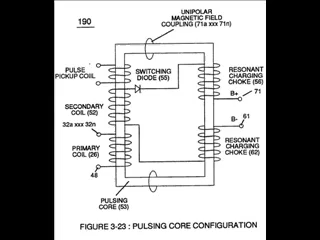 190
UNIPOLAR
MAGNETIC FIELD
COUPLING (71a xxx 71n)
PULSE
PICKUP COIL
SWITCHING
DIODE (55)
RESONANT
CHARGING
CHOKE (56)
B+
71
SECONDARY
COIL (52)
32a xxx 32n
B-
61
PRIMARY
COIL (26)
RESONANT
CHARGING
CHOKE (62)
48
PULSING
CORE (53)
FIGURE 3-23 : PULSING CORE CONFIGURATION